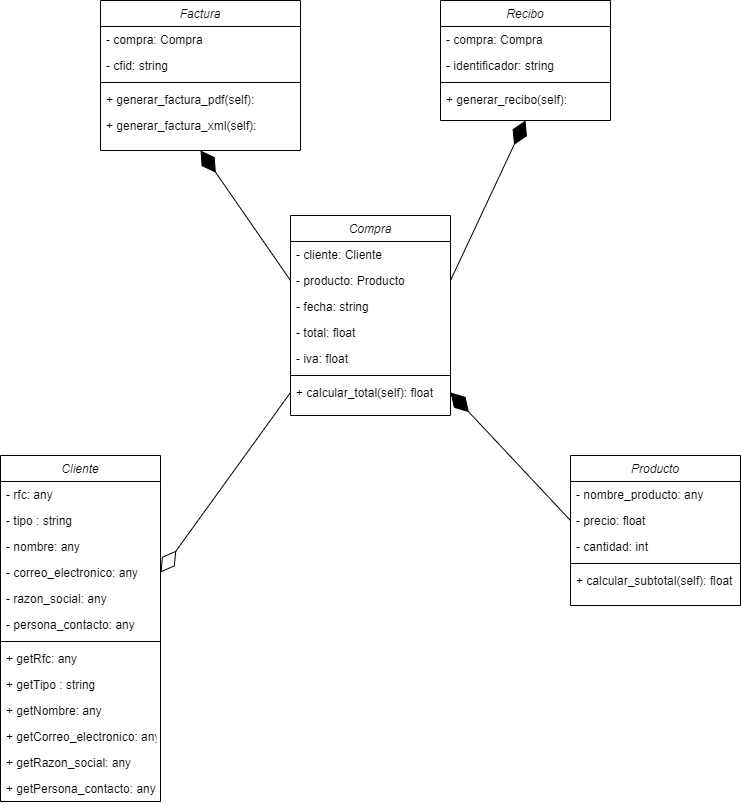 Factura
- compra: Compra
- cfid: string
+ generar_factura_pdf(self):
+ generar_factura_xml(self):
Recibo
- compra: Compra
- identificador: string
+ generar_recibo(self):
Compra
- cliente: Cliente
- producto: Producto
- fecha: string
- total: float
- iva: float
+ calcular_total(self): float
Cliente
- rfc: any
- tipo : string
- nombre: any
- correo_electronico: any
- razon_social: any
- persona_contacto: any
+ getRfc: any
+ getTipo : string
+ getNombre: any
+ getCorreo_electronico: any
+ getRazon_social: any
+ getPersona_contacto: any
Producto
- nombre_producto: any
- precio: float
- cantidad: int
+ calcular_subtotal(self): float